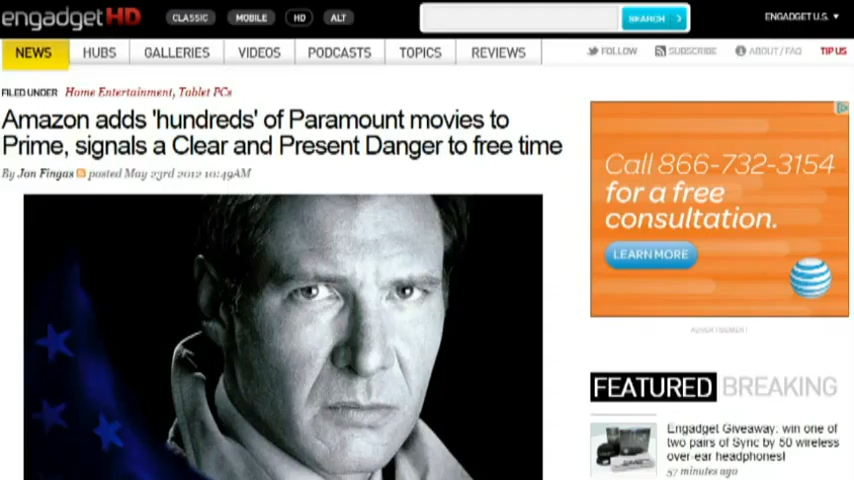 engadget HD
CLASSIC MOBILE HD ALT
SEARCH
ENGADGET U.S.
NEWS HUBS GALLERIES VIDEOS PODCASTS TOPICS REVIEWS
FOLLOW SUBSCRIBE ABOUT / FAQ TIP US
FILED UNDER Home Entertainment, Tablet PCs
Amazon adds 'hundreds' of Paramount movies to
Prime, signals a Clear and Present Danger to free time
By Jon Fingas posted May 23rd 2012 10:49AM
Call 866-732-3154
for a free
consultation.
LEARN MORE
at&t
ADVERTISEMENT
FEATURED BREAKING
Engadget Giveaway: win one of
two pairs of Sync by 50 wireless
over-ear headphones!
57 minutes ago